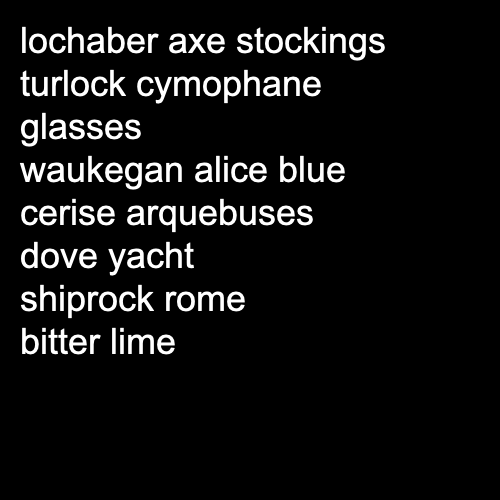 lochaber axe stockings
turlock cymophane
glasses
waukegan alice blue
cerise arquebuses
dove yacht
shiprock rome
bitter lime